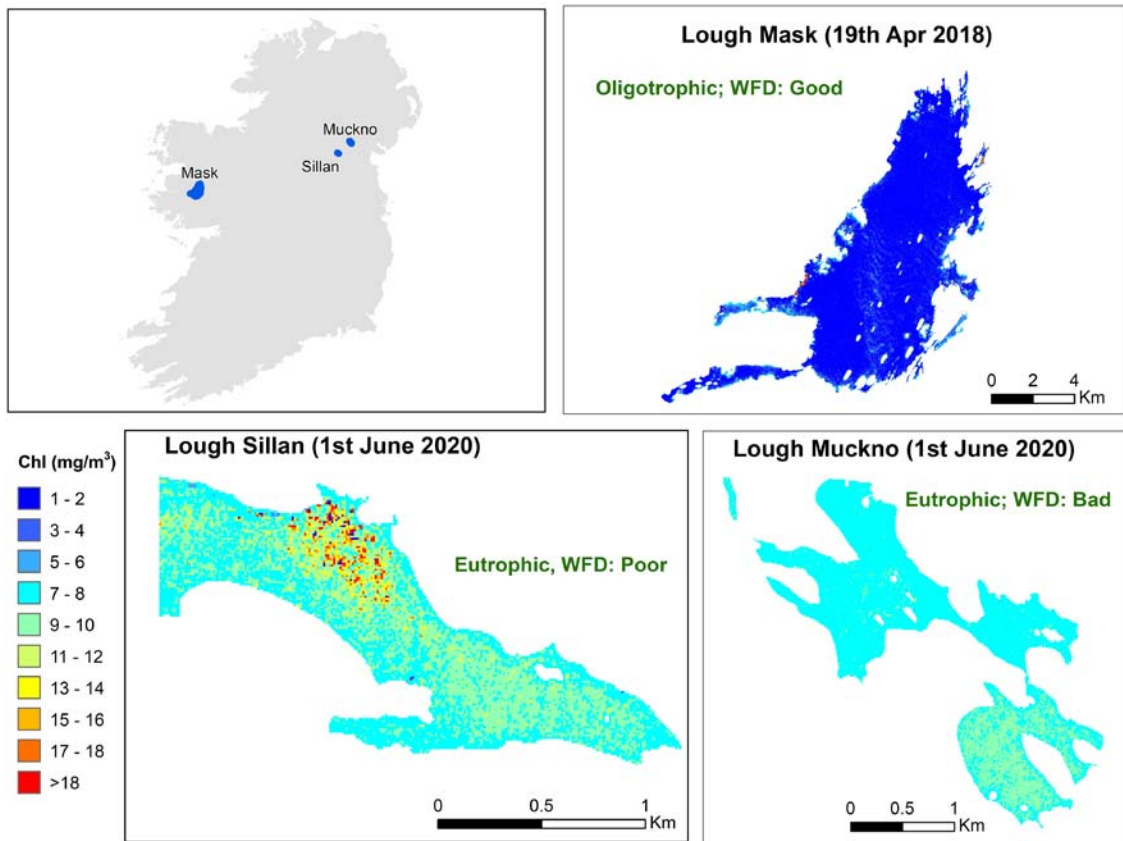 Muckno
Sillan
Mask
Lough Mask (19th Apr 2018)
Oligotrophic; WFD: Good
0 2 4
Km
Chl (mg/m³)
1 - 2
3 - 4
5 - 6
7 - 8
9 - 10
11 - 12
13 - 14
15 - 16
17 - 18
>18
Lough Sillan (1st June 2020)
Eutrophic, WFD: Poor
0 0.5 1
Km
Lough Muckno (1st June 2020)
Eutrophic; WFD: Bad
0 0.5 1
Km